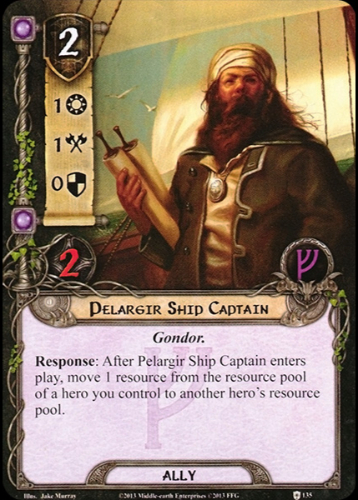 2
1
1
0
2
Pelargir Ship Captain
Gondor.
Response: After Pelargir Ship Captain enters
play, move 1 resource from the resource pool
of a hero you control to another hero's resource
pool.
Ally
Illus. Jake Murray ©2013 Middle-earth Enterprises ©2013 FFG 135